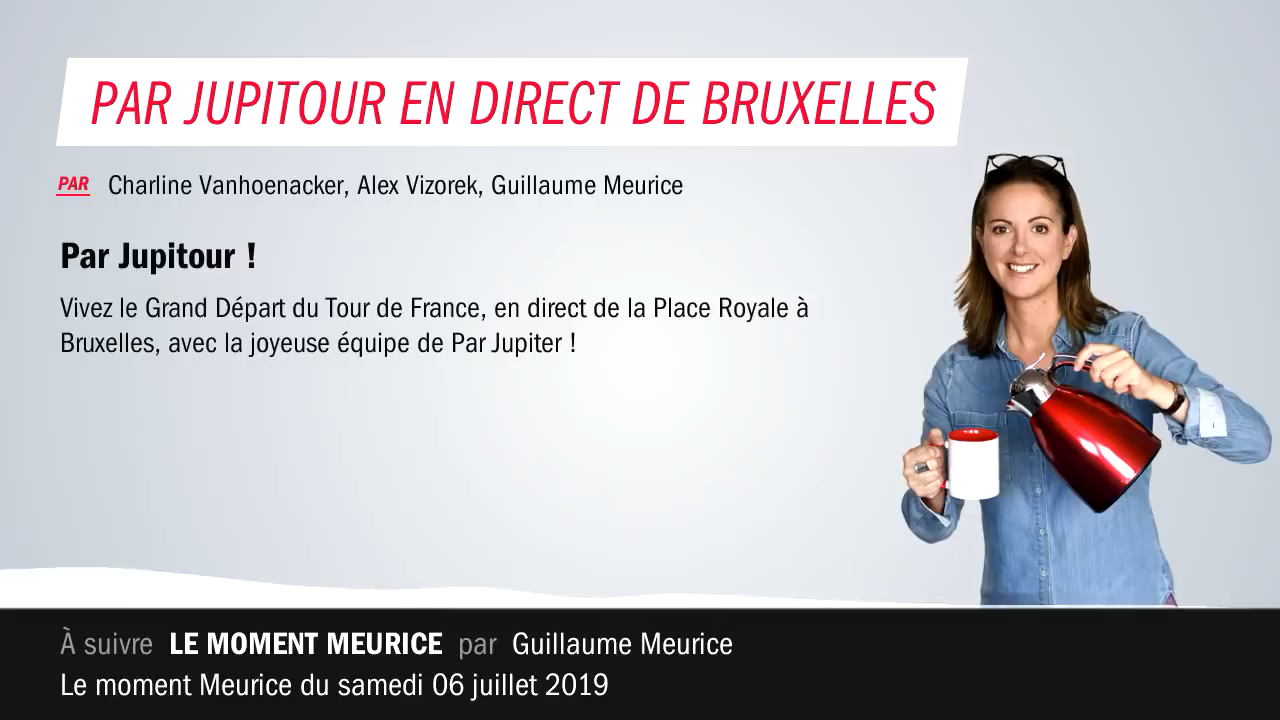 PAR JUPITOUR EN DIRECT DE BRUXELLES
PAR Charline Vanhoenacker, Alex Vizorek, Guillaume Meurice
Par Jupitour !
Vivez le Grand Départ du Tour de France, en direct de la Place Royale à
Bruxelles, avec la joyeuse équipe de Par Jupiter !
À suivre LE MOMENT MEURICE par Guillaume Meurice
Le moment Meurice du samedi 06 juillet 2019